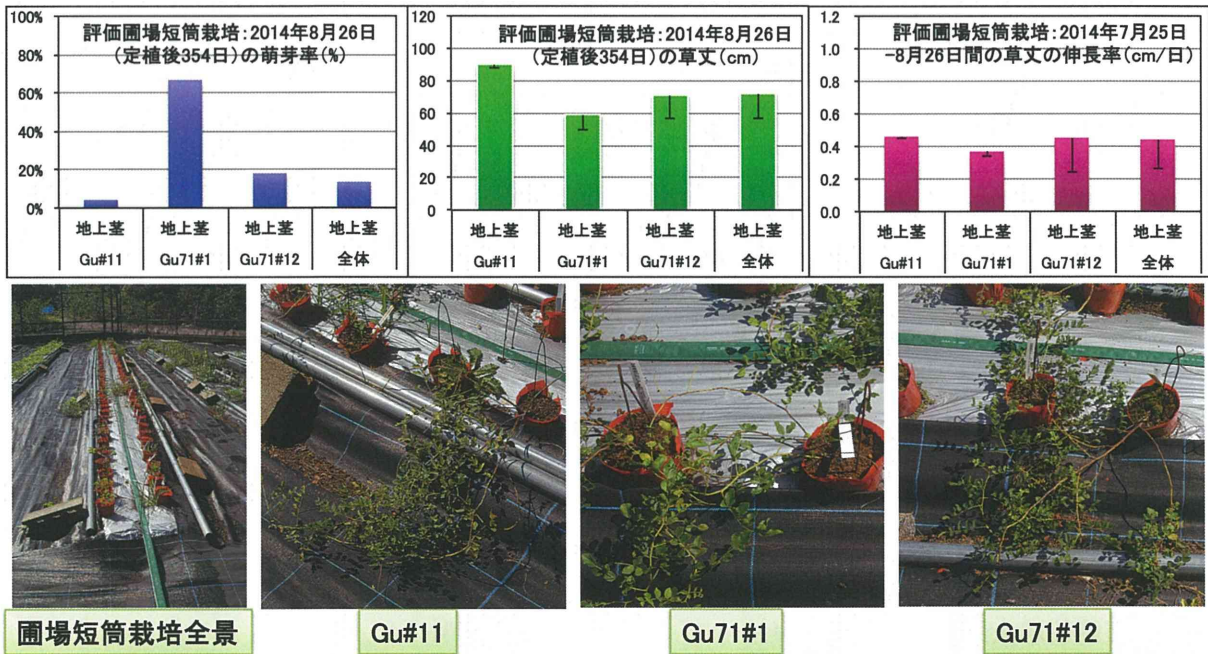 評価圃場短筒栽培:2014年8月26日
(定植後354日)の萌芽率(%)
100%
80%
60%
40%
20%
0%
地上茎 地上茎 地上茎 地上茎
Gu#11 Gu71#1 Gu71#12 全体
評価圃場短筒栽培:2014年8月26日
(定植後354日)の草丈(cm)
120
100
80
60
40
20
0
地上茎 地上茎 地上茎 地上茎
Gu#11 Gu71#1 Gu71#12 全体
評価圃場短筒栽培:2014年7月25日
-8月26日間の草丈の伸長率(cm/日)
1.2
1.0
0.8
0.6
0.4
0.2
0.0
地上茎 地上茎 地上茎 地上茎
Gu#11 Gu71#1 Gu71#12 全体
圃場短筒栽培全景
Gu#11
Gu71#1
Gu71#12